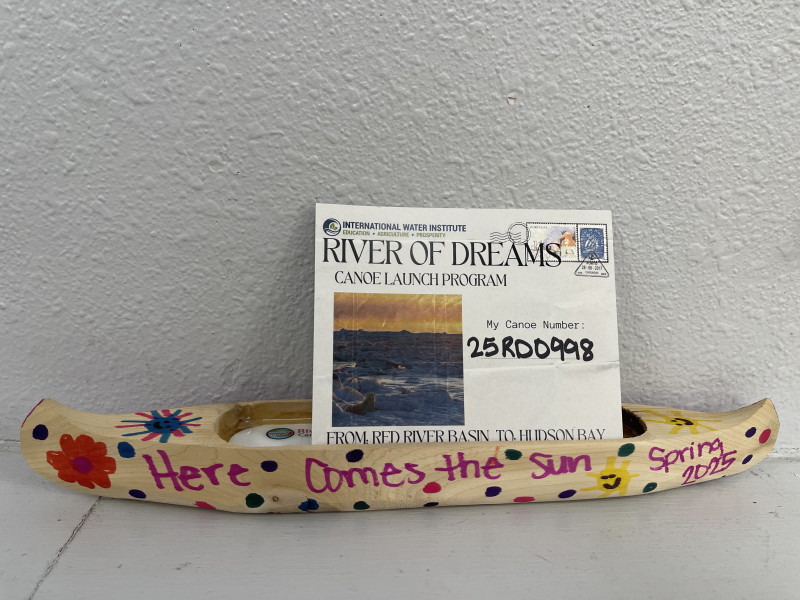 INTERNATIONAL WATER INSTITUTE
EDUCATION • AGRICULTURE • PROSPERITY
RIVER OF DREAMS
CANOE LAUNCH PROGRAM
My Canoe Number:
25RD0998
FROM: RED RIVER BASIN TO: HUDSON BAY
Here Comes the Sun
Spring
2025